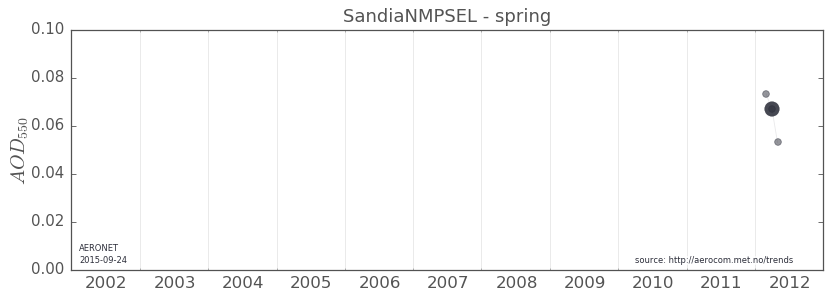 SandiaNMPSEL - spring
0.10
0.08
0.06
0.04
0.02
0.00
AOD550
AERONET
2015-09-24
source: http://aerocom.met.no/trends
2002 2003 2004 2005 2006 2007 2008 2009 2010 2011 2012